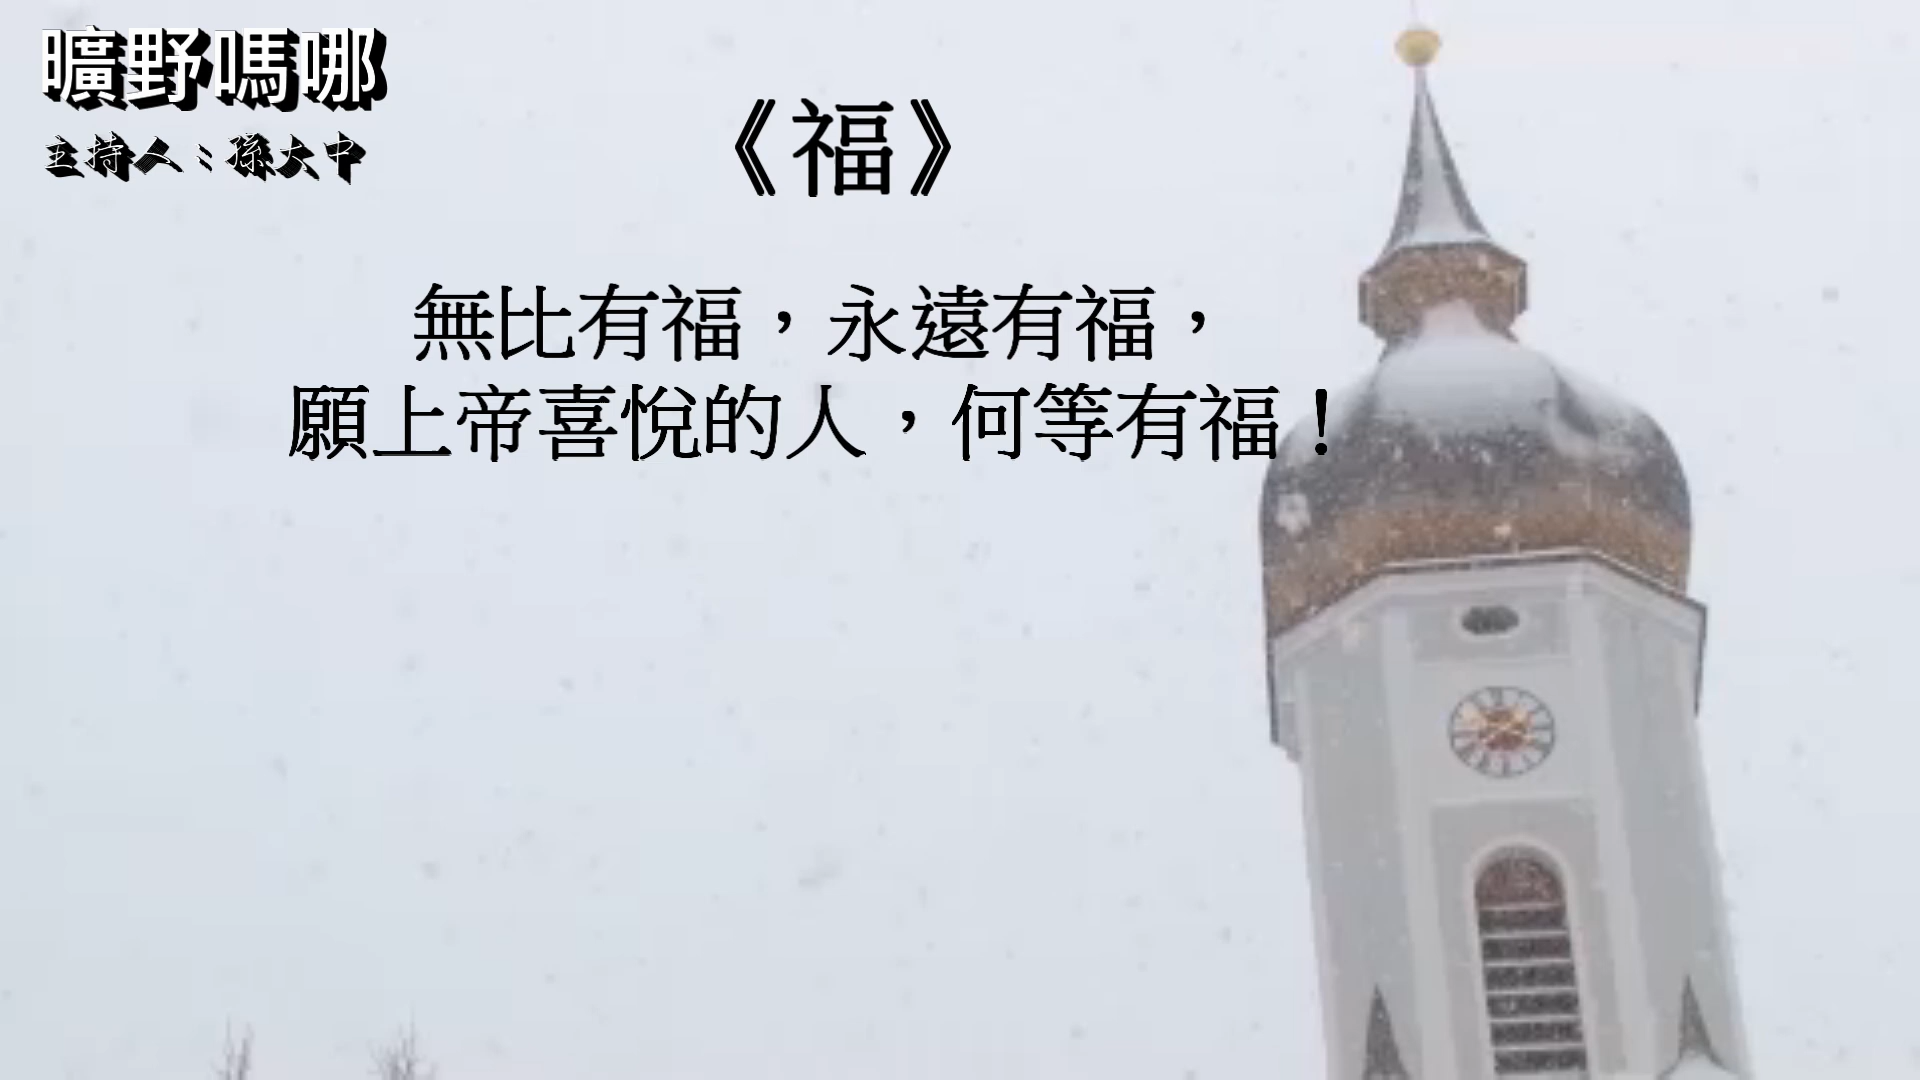 曠野嗎哪
主持人：孫大中
《福》
無比有福，永遠有福，
願上帝喜悅的人，何等有福！